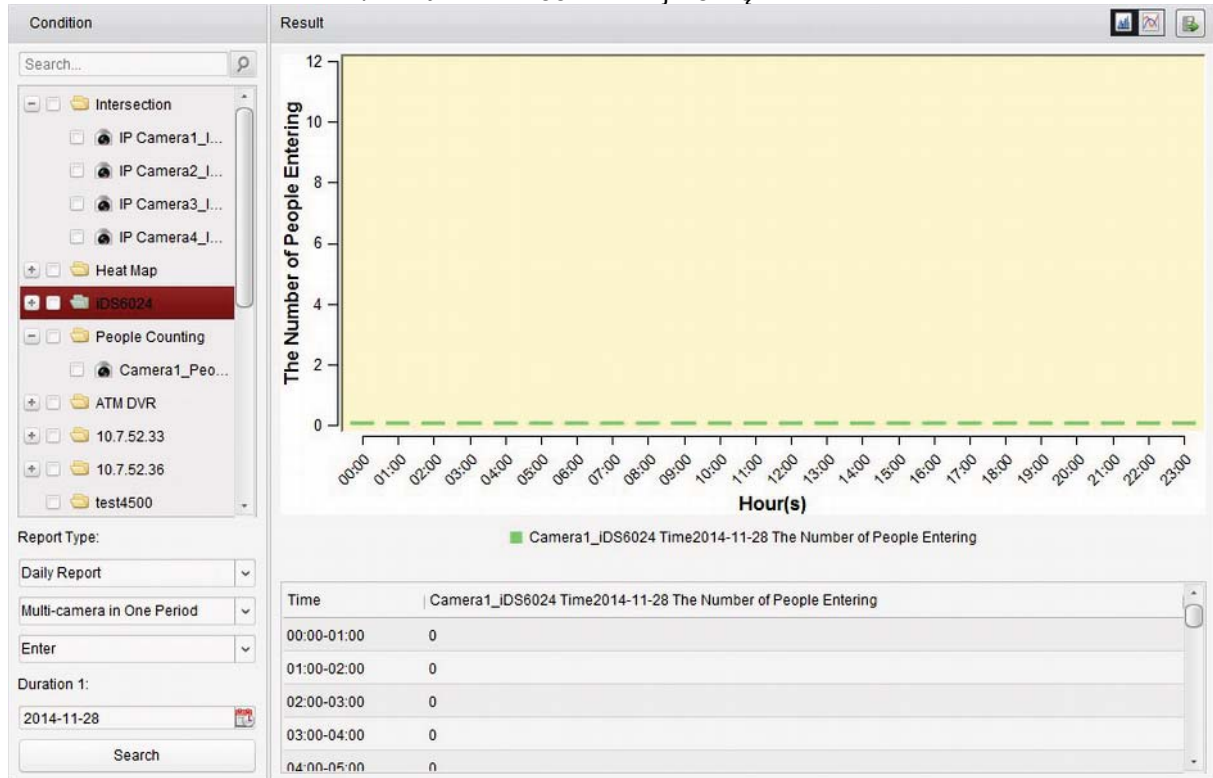 Condition
Search...
Intersection
IP Camera1_I...
IP Camera2_I...
IP Camera3_I...
IP Camera4_I...
Heat Map
iDS6024
People Counting
Camera1_Peo...
ATM DVR
10.7.52.33
10.7.52.36
test4500
Report Type:
Daily Report
Multi-camera in One Period
Enter
Duration 1:
2014-11-28
Search
Result
The Number of People Entering
12
10
8
6
4
2
0
00:00 01:00 02:00 03:00 04:00 05:00 06:00 07:00 08:00 09:00 10:00 11:00 12:00 13:00 14:00 15:00 16:00 17:00 18:00 19:00 20:00 21:00 22:00 23:00
Hour(s)
Camera1_iDS6024 Time2014-11-28 The Number of People Entering
Time Camera1_iDS6024 Time2014-11-28 The Number of People Entering
00:00-01:00 0
01:00-02:00 0
02:00-03:00 0
03:00-04:00 0
04:00-05:00 0